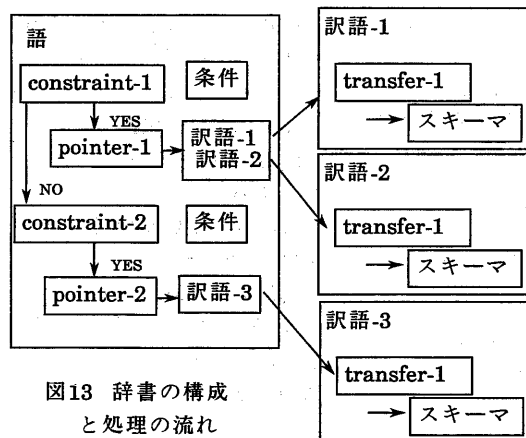 語
constraint-1
条件
YES
pointer-1
訳語-1
訳語-2
NO
constraint-2
条件
YES
pointer-2
訳語-3
訳語-1
transfer-1
スキーマ
訳語-2
transfer-1
スキーマ
訳語-3
transfer-1
スキーマ
図13 辞書の構成
と処理の流れ